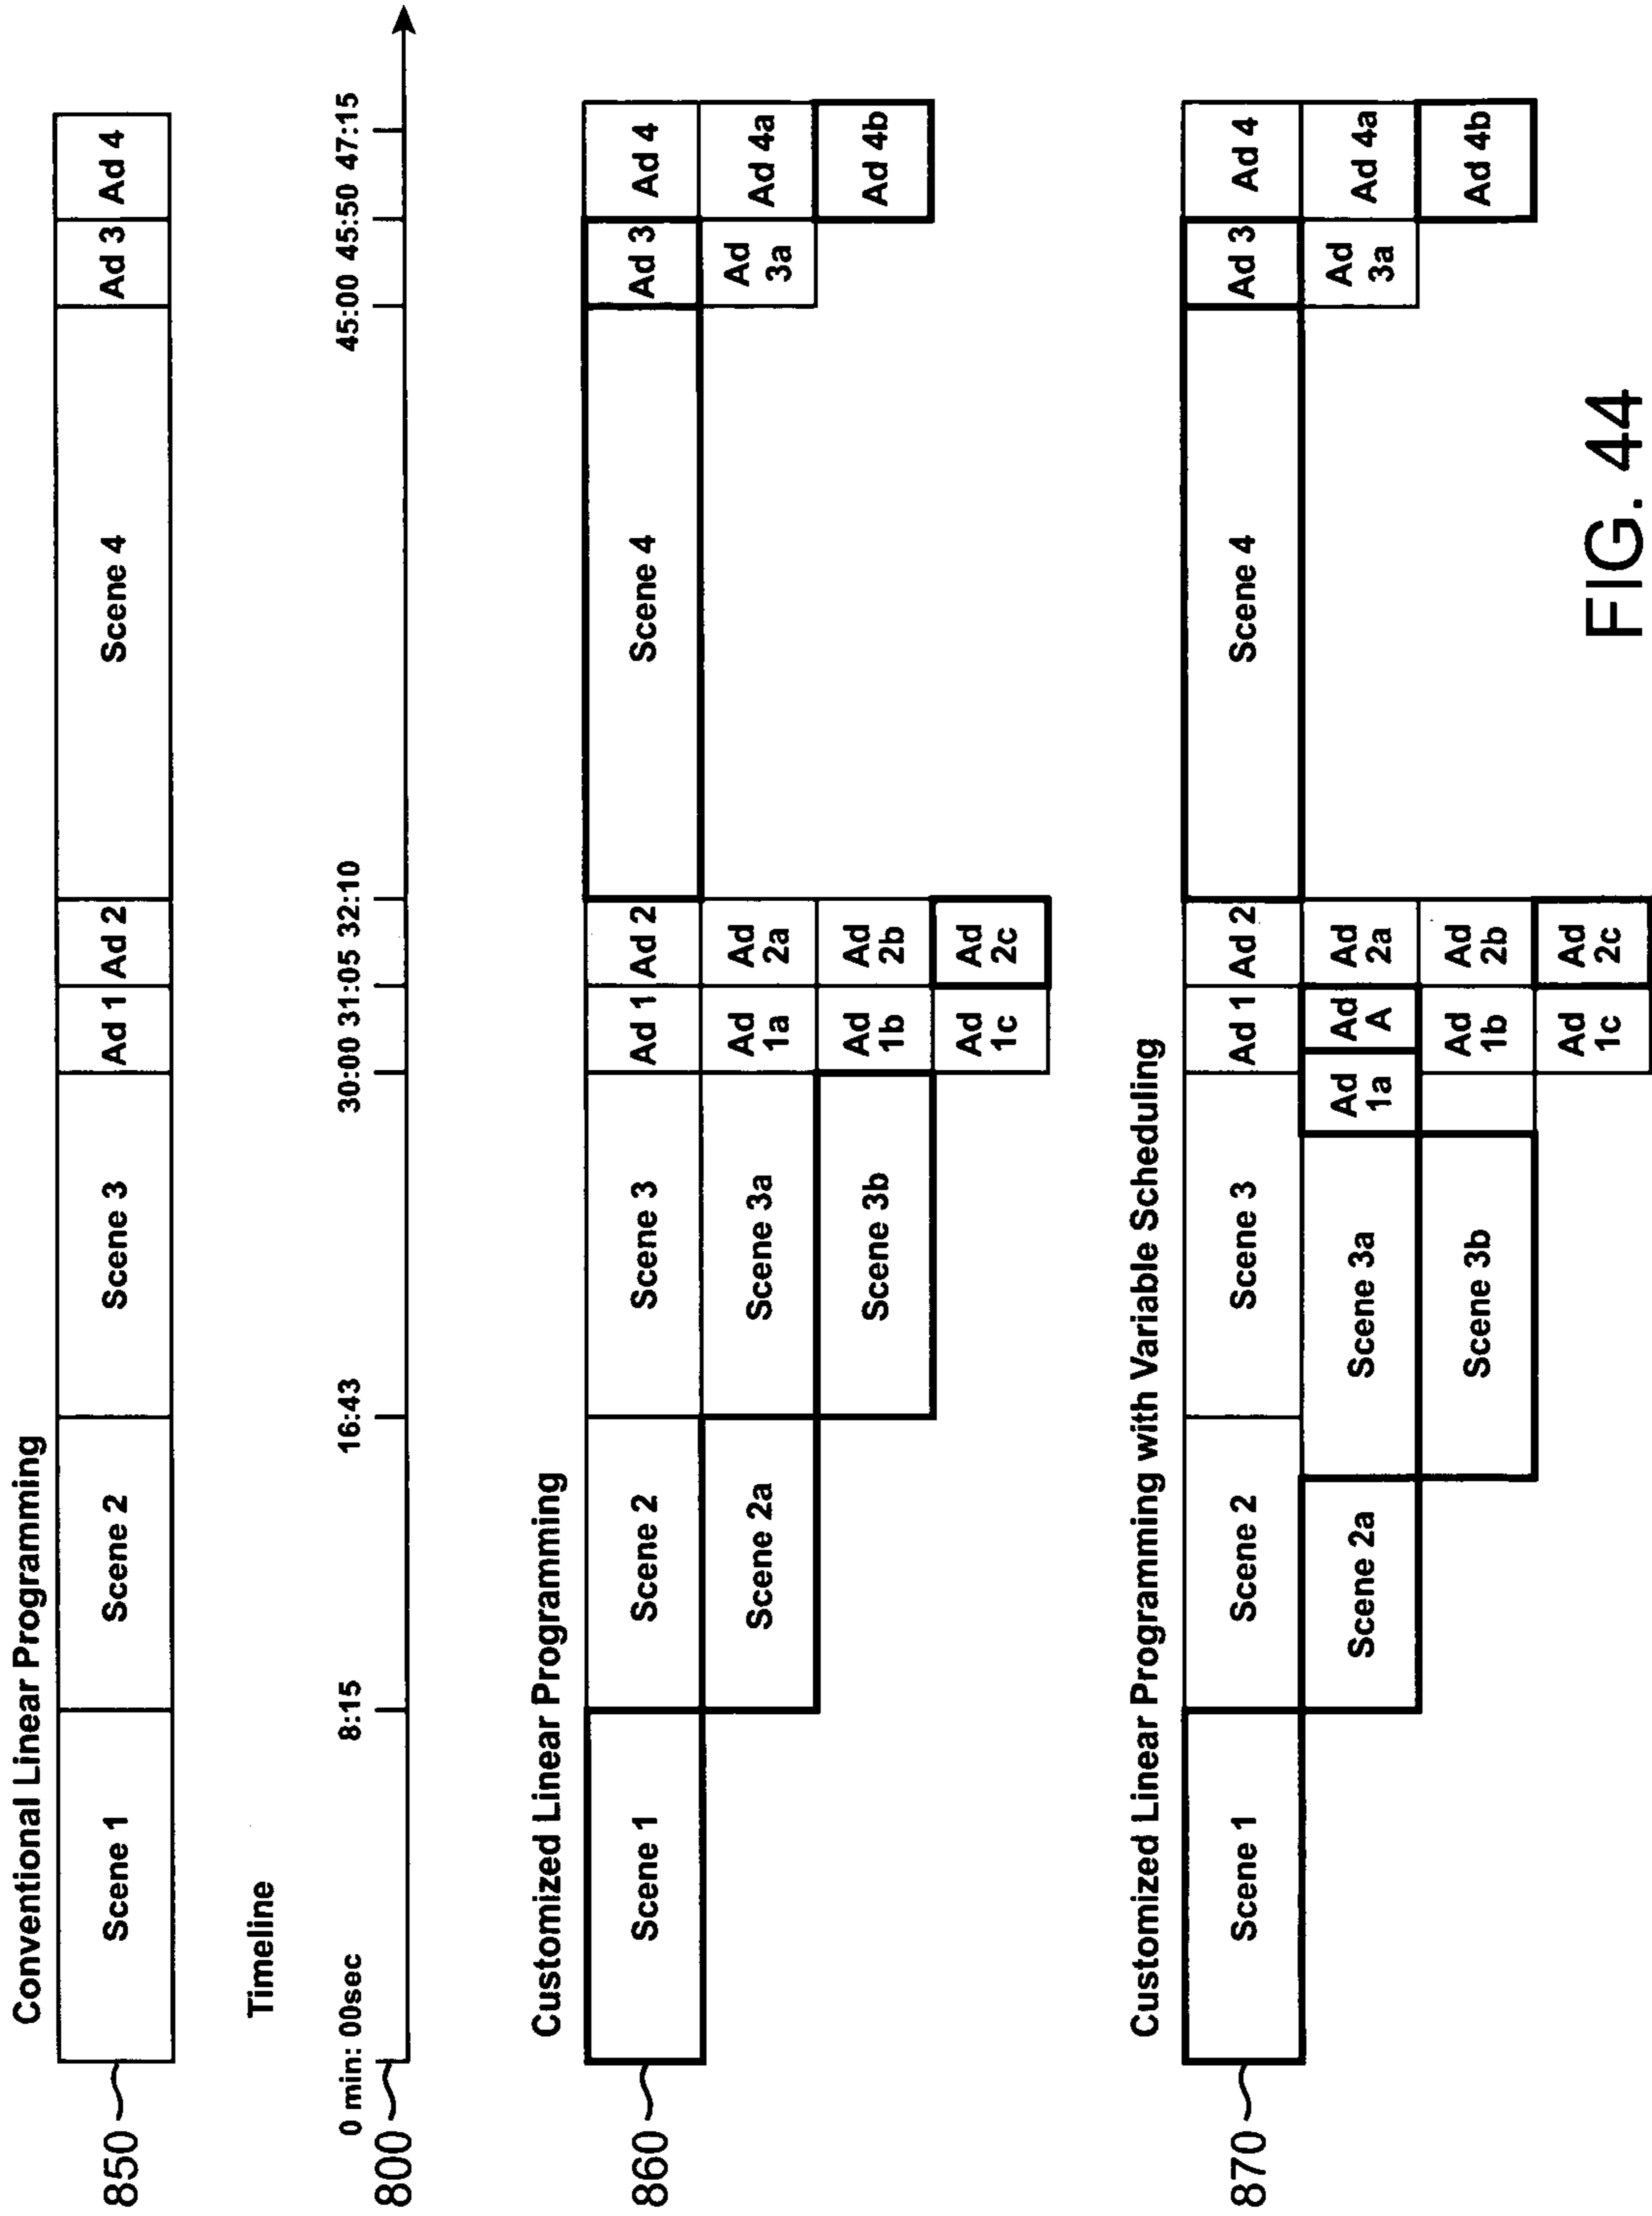 Conventional Linear Programming
850
Scene 1
Scene 2
Scene 3
Ad 1
Ad 2
Scene 4
Ad 3
Ad 4
Timeline
0 min: 00sec
8:15
16:43
30:00
31:05
32:10
45:00
45:50
47:15
800
Customized Linear Programming
860
Scene 1
Scene 2
Scene 3
Ad 1
Ad 2
Scene 4
Ad 3
Ad 4
Scene 2a
Scene 3a
Ad
1a
Ad
2a
Ad
3a
Ad 4a
Scene 3b
Ad
1b
Ad
2b
Ad 4b
Ad
1c
Ad
2c
Customized Linear Programming with Variable Scheduling
870
Scene 1
Scene 2
Scene 3
Ad 1
Ad 2
Scene 4
Ad 3
Ad 4
Scene 2a
Scene 3a
Ad
1a
Ad
A
Ad
2a
Ad
3a
Ad 4a
Scene 3b
Ad
1b
Ad
2b
Ad 4b
Ad
1c
Ad
2c
FIG. 44